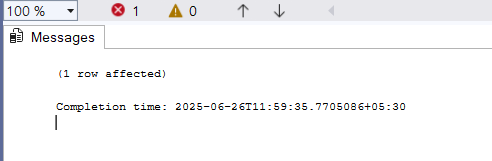 100 % 1 0
Messages
(1 row affected)
Completion time: 2025-06-26T11:59:35.7705086+05:30